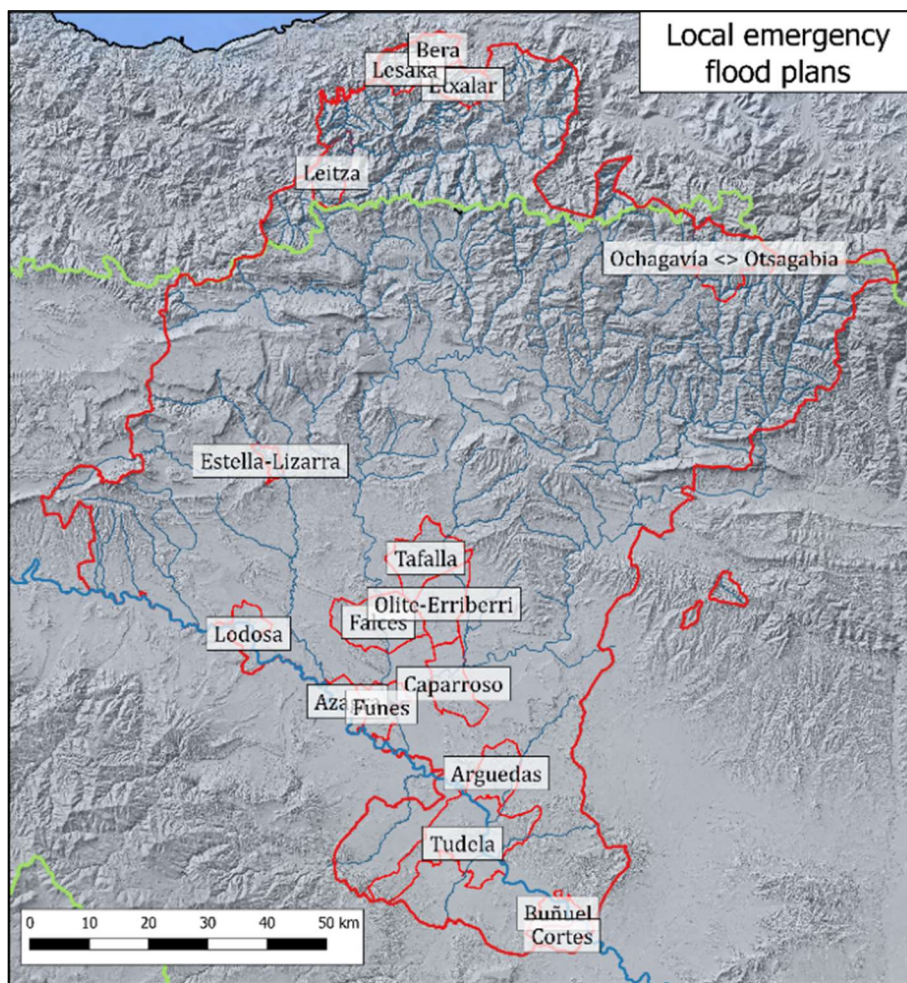 Local emergency
flood plans
Bera
Lesaka
Etxalar
Leitza
Ochagavía <> Otsagabia
Estella-Lizarra
Tafalla
Olite-Erriberri
Falces
Lodosa
Caparroso
Funes
Arguedas
Tudela
Buñuel
Cortes
0 10 20 30 40 50 km